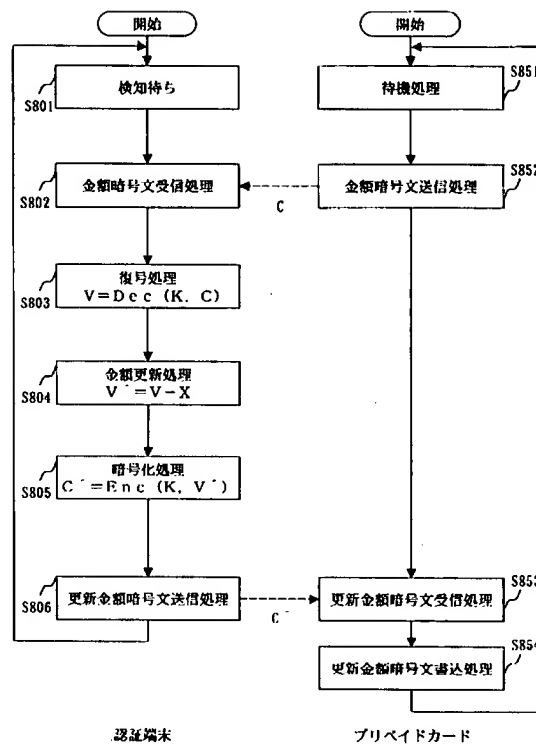 開始
開始
検知待ち
S801
待機処理
S851
金額暗号文受信処理
S802
C
金額暗号文送信処理
S852
復号処理
V=Dec(K.C)
S803
金額更新処理
V´=V-X
S804
暗号化処理
C´=Enc(K,V´)
S805
更新金額暗号文送信処理
S806
C´
更新金額暗号文受信処理
S853
更新金額暗号文書込処理
S854
認証端末
プリペイドカード